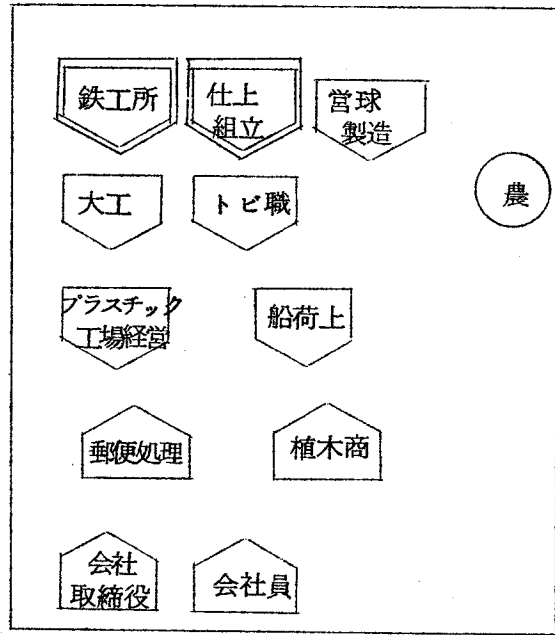 鉄工所
仕上
組立
営球
製造
農
大工
トビ職
プラスチック
工場経営
船荷上
郵便処理
植木商
会社
取締役
会社員